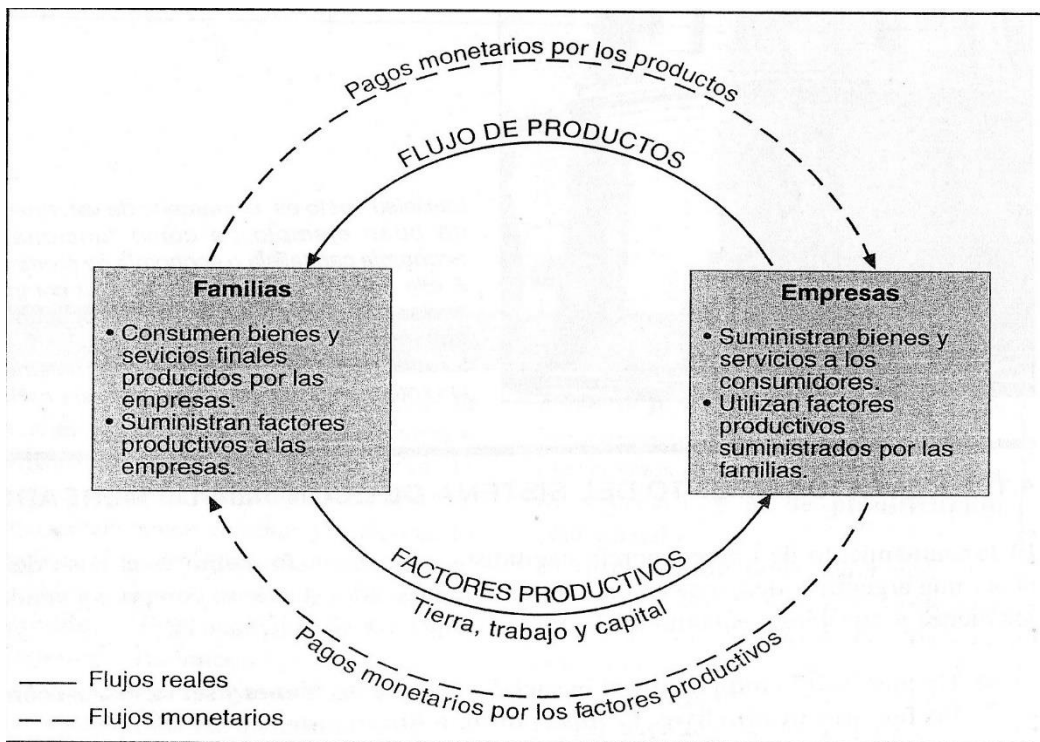 Pagos monetarios por los productos
FLUJO DE PRODUCTOS
Familias
• Consumen bienes y
sevicios finales
producidos por las
empresas.
• Suministran factores
productivos a las
empresas.
Empresas
• Suministran bienes y
servicios a los
consumidores.
• Utilizan factores
productivos
suministrados por las
familias.
FACTORES PRODUCTIVOS
Tierra, trabajo y capital
Pagos monetarios por los factores productivos
Flujos reales
Flujos monetarios